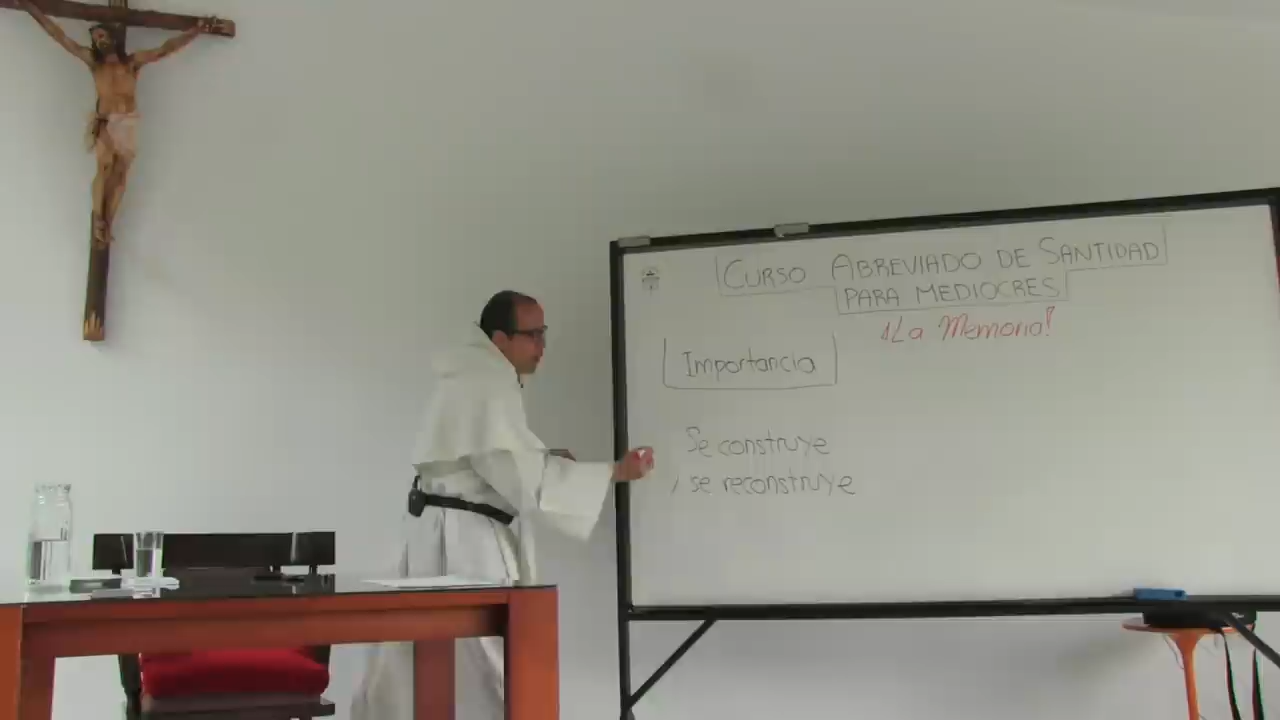 CURSO ABREVIADO DE SANTIDAD
PARA MEDIOCRES
¡La Memoria!
Importancia
Se construye
y se reconstruye